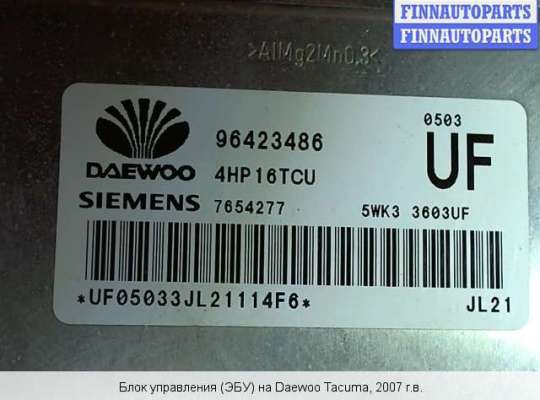 FINNAUTOPARTS
FINNAUTOPARTS
>AlMg2Mn0.3<
0503
96423486
UF
DAEWOO
4HP16TCU
SIEMENS
7654277
5WK3 3603UF
*UF05033JL21114F6*
JL21
Блок управления (ЭБУ) на Daewoo Tacuma, 2007 г.в.